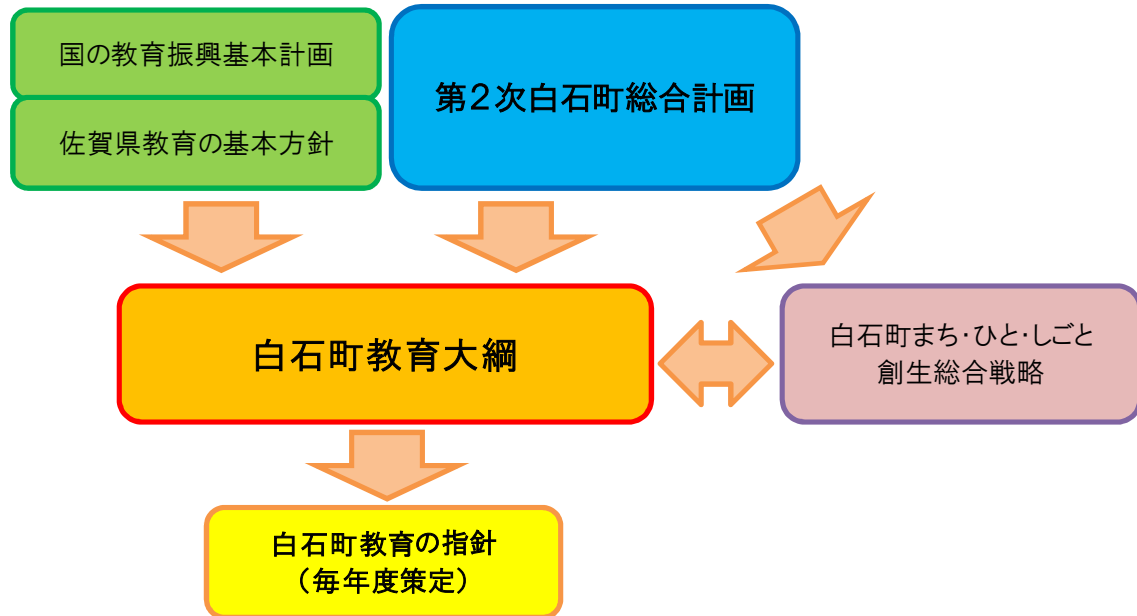 国の教育振興基本計画
佐賀県教育の基本方針
第２次白石町総合計画
白石町教育大綱
白石町まち・ひと・しごと
創生総合戦略
白石町教育の指針
（毎年度策定）